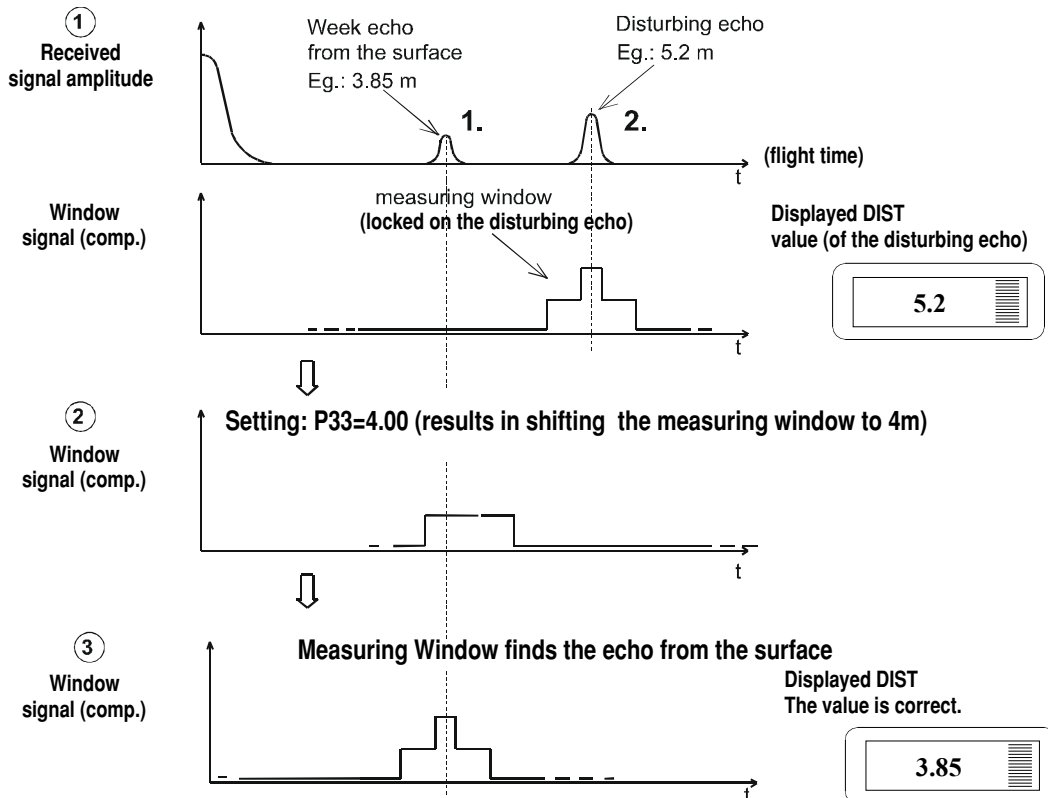 1
Received
signal amplitude
Week echo
from the surface
Eg.: 3.85 m
Disturbing echo
Eg.: 5.2 m
1.
2.
(flight time)
t
Window
signal (comp.)
measuring window
(locked on the disturbing echo)
Displayed DIST
value (of the disturbing echo)
5.2
t
2
Window
signal (comp.)
Setting: P33=4.00 (results in shifting the measuring window to 4m)
t
3
Window
signal (comp.)
Measuring Window finds the echo from the surface
Displayed DIST
The value is correct.
3.85
t